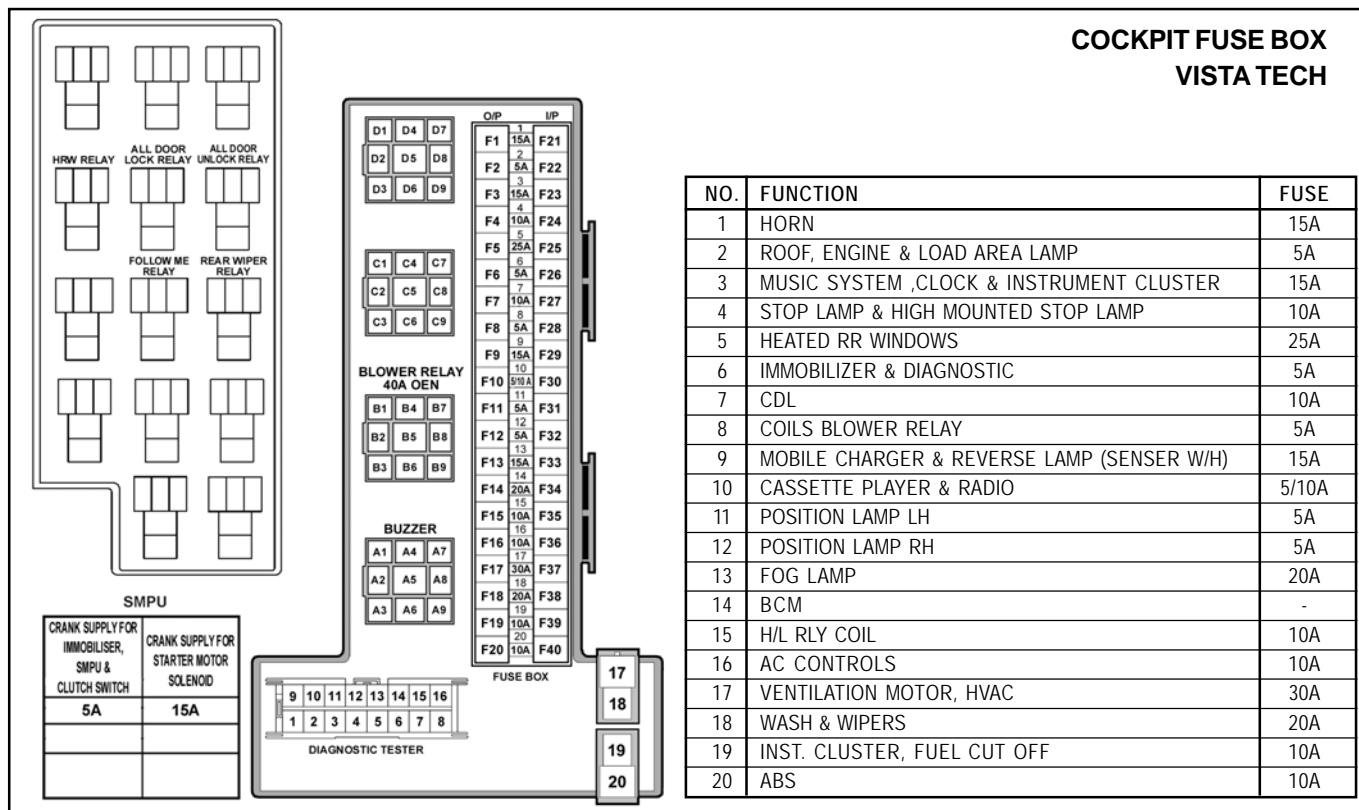 COCKPIT FUSE BOX
VISTA TECH
HRW RELAY
ALL DOOR
LOCK RELAY
ALL DOOR
UNLOCK RELAY
FOLLOW ME
RELAY
REAR WIPER
RELAY
SMPU
CRANK SUPPLY FOR
IMMOBILISER,
SMPU &
CLUTCH SWITCH
CRANK SUPPLY FOR
STARTER MOTOR
SOLENOID
5A 15A
D1 D4 D7
D2 D5 D8
D3 D6 D9
C1 C4 C7
C2 C5 C8
C3 C6 C9
BLOWER RELAY
40A OEN
B1 B4 B7
B2 B5 B8
B3 B6 B9
BUZZER
A1 A4 A7
A2 A5 A8
A3 A6 A9
O/P I/P
1
F1 15A F21
2
F2 5A F22
3
F3 15A F23
4
F4 10A F24
5
F5 25A F25
6
F6 5A F26
7
F7 10A F27
8
F8 5A F28
9
F9 15A F29
10
F10 5/10 A F30
11
F11 5A F31
12
F12 5A F32
13
F13 15A F33
14
F14 20A F34
15
F15 10A F35
16
F16 10A F36
17
F17 30A F37
18
F18 20A F38
19
F19 10A F39
20
F20 10A F40
FUSE BOX
17
18
19
20
9 10 11 12 13 14 15 16
1 2 3 4 5 6 7 8
DIAGNOSTIC TESTER
NO. FUNCTION FUSE
1 HORN 15A
2 ROOF, ENGINE & LOAD AREA LAMP 5A
3 MUSIC SYSTEM ,CLOCK & INSTRUMENT CLUSTER 15A
4 STOP LAMP & HIGH MOUNTED STOP LAMP 10A
5 HEATED RR WINDOWS 25A
6 IMMOBILIZER & DIAGNOSTIC 5A
7 CDL 10A
8 COILS BLOWER RELAY 5A
9 MOBILE CHARGER & REVERSE LAMP (SENSER W/H) 15A
10 CASSETTE PLAYER & RADIO 5/10A
11 POSITION LAMP LH 5A
12 POSITION LAMP RH 5A
13 FOG LAMP 20A
14 BCM -
15 H/L RLY COIL 10A
16 AC CONTROLS 10A
17 VENTILATION MOTOR, HVAC 30A
18 WASH & WIPERS 20A
19 INST. CLUSTER, FUEL CUT OFF 10A
20 ABS 10A